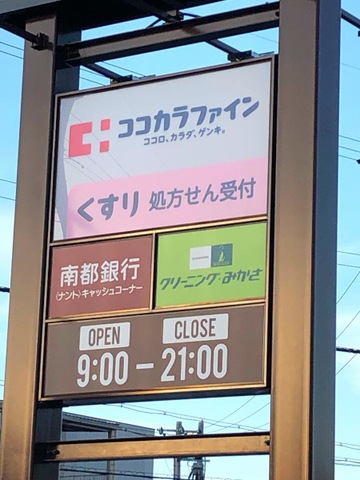 ココカラファイン
ココロ、カラダ、ゲンキ。
くすり 処方せん受付
南都銀行
〈ナント〉キャッシュコーナー
クリーニング・みかさ
OPEN CLOSE
9:00 – 21:00